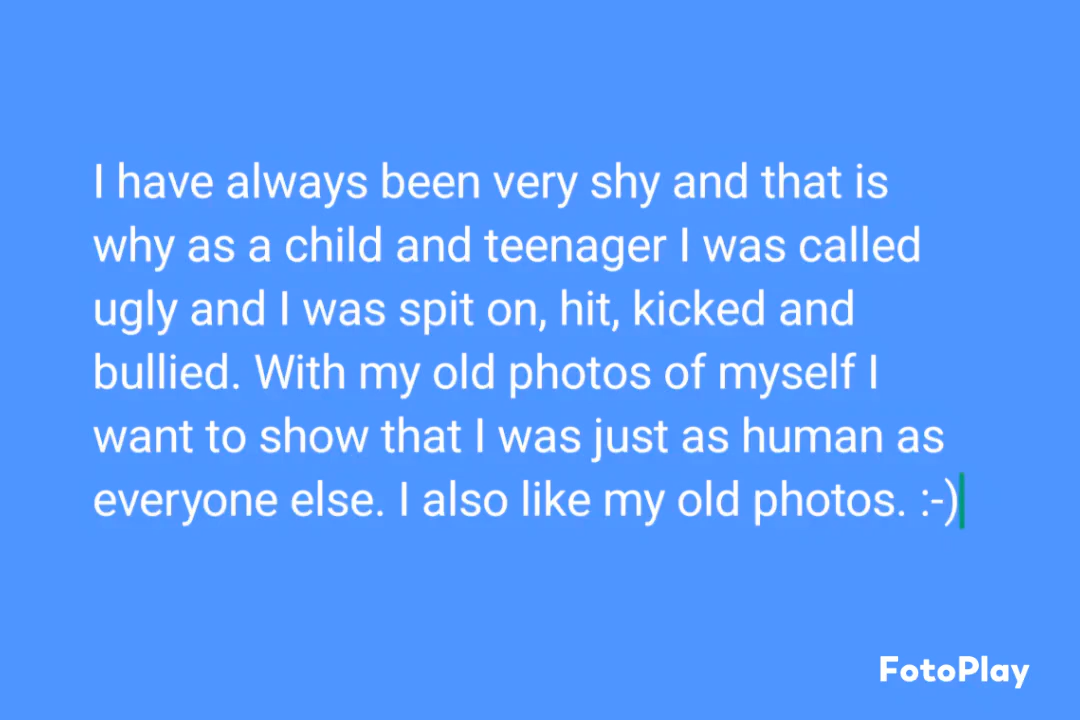 I have always been very shy and that is
why as a child and teenager I was called
ugly and I was spit on, hit, kicked and
bullied. With my old photos of myself I
want to show that I was just as human as
everyone else. I also like my old photos. :-)
FotoPlay